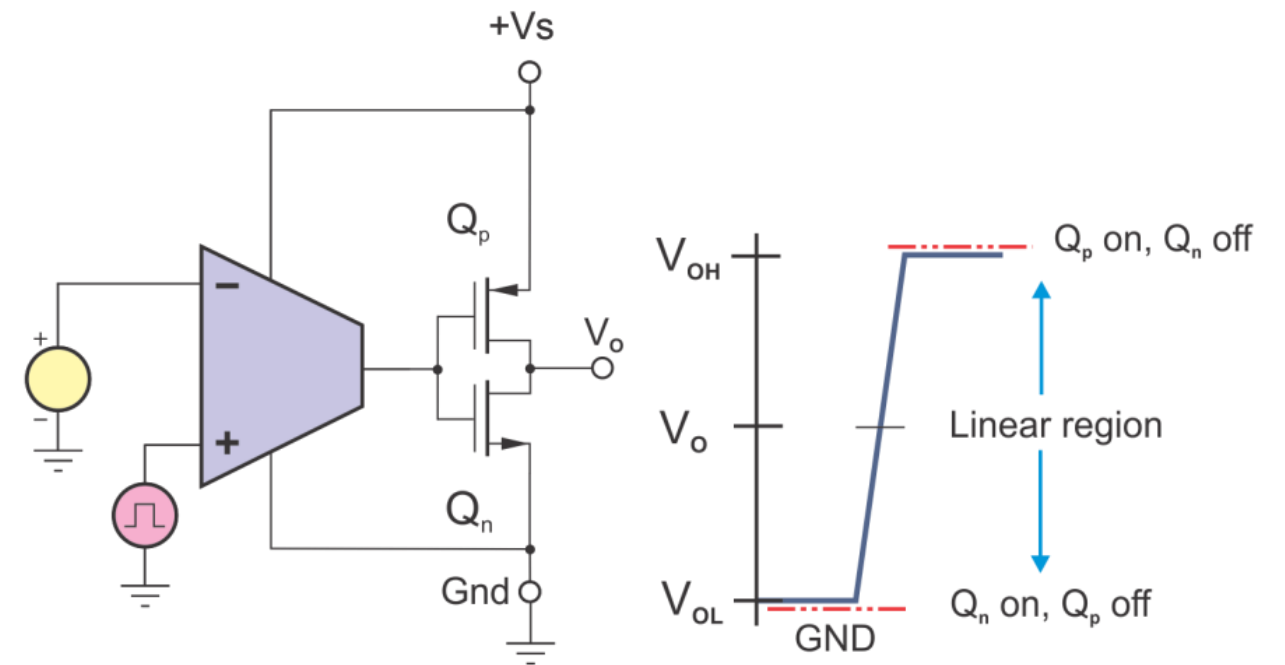 +Vs
Qp
−
+
−
+
Vo
Qn
Gnd
VOH
Qp on, Qn off
VO
Linear region
VOL
Qn on, Qp off
GND